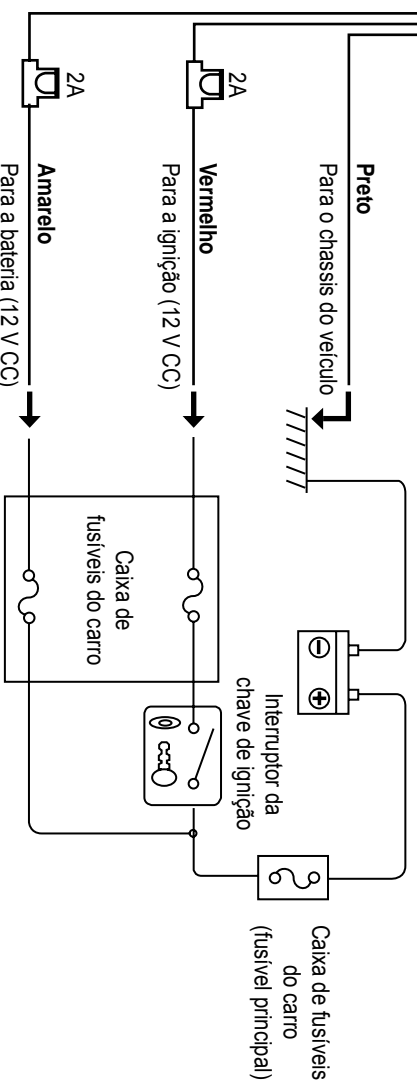 Preto
Para o chassis do veículo
2A
Vermelho
Para a ignição (12 V CC)
2A
Amarelo
Para a bateria (12 V CC)
Caixa de
fusíveis do carro
Interruptor da
chave de ignição
Caixa de fusíveis
do carro
(fusível principal)